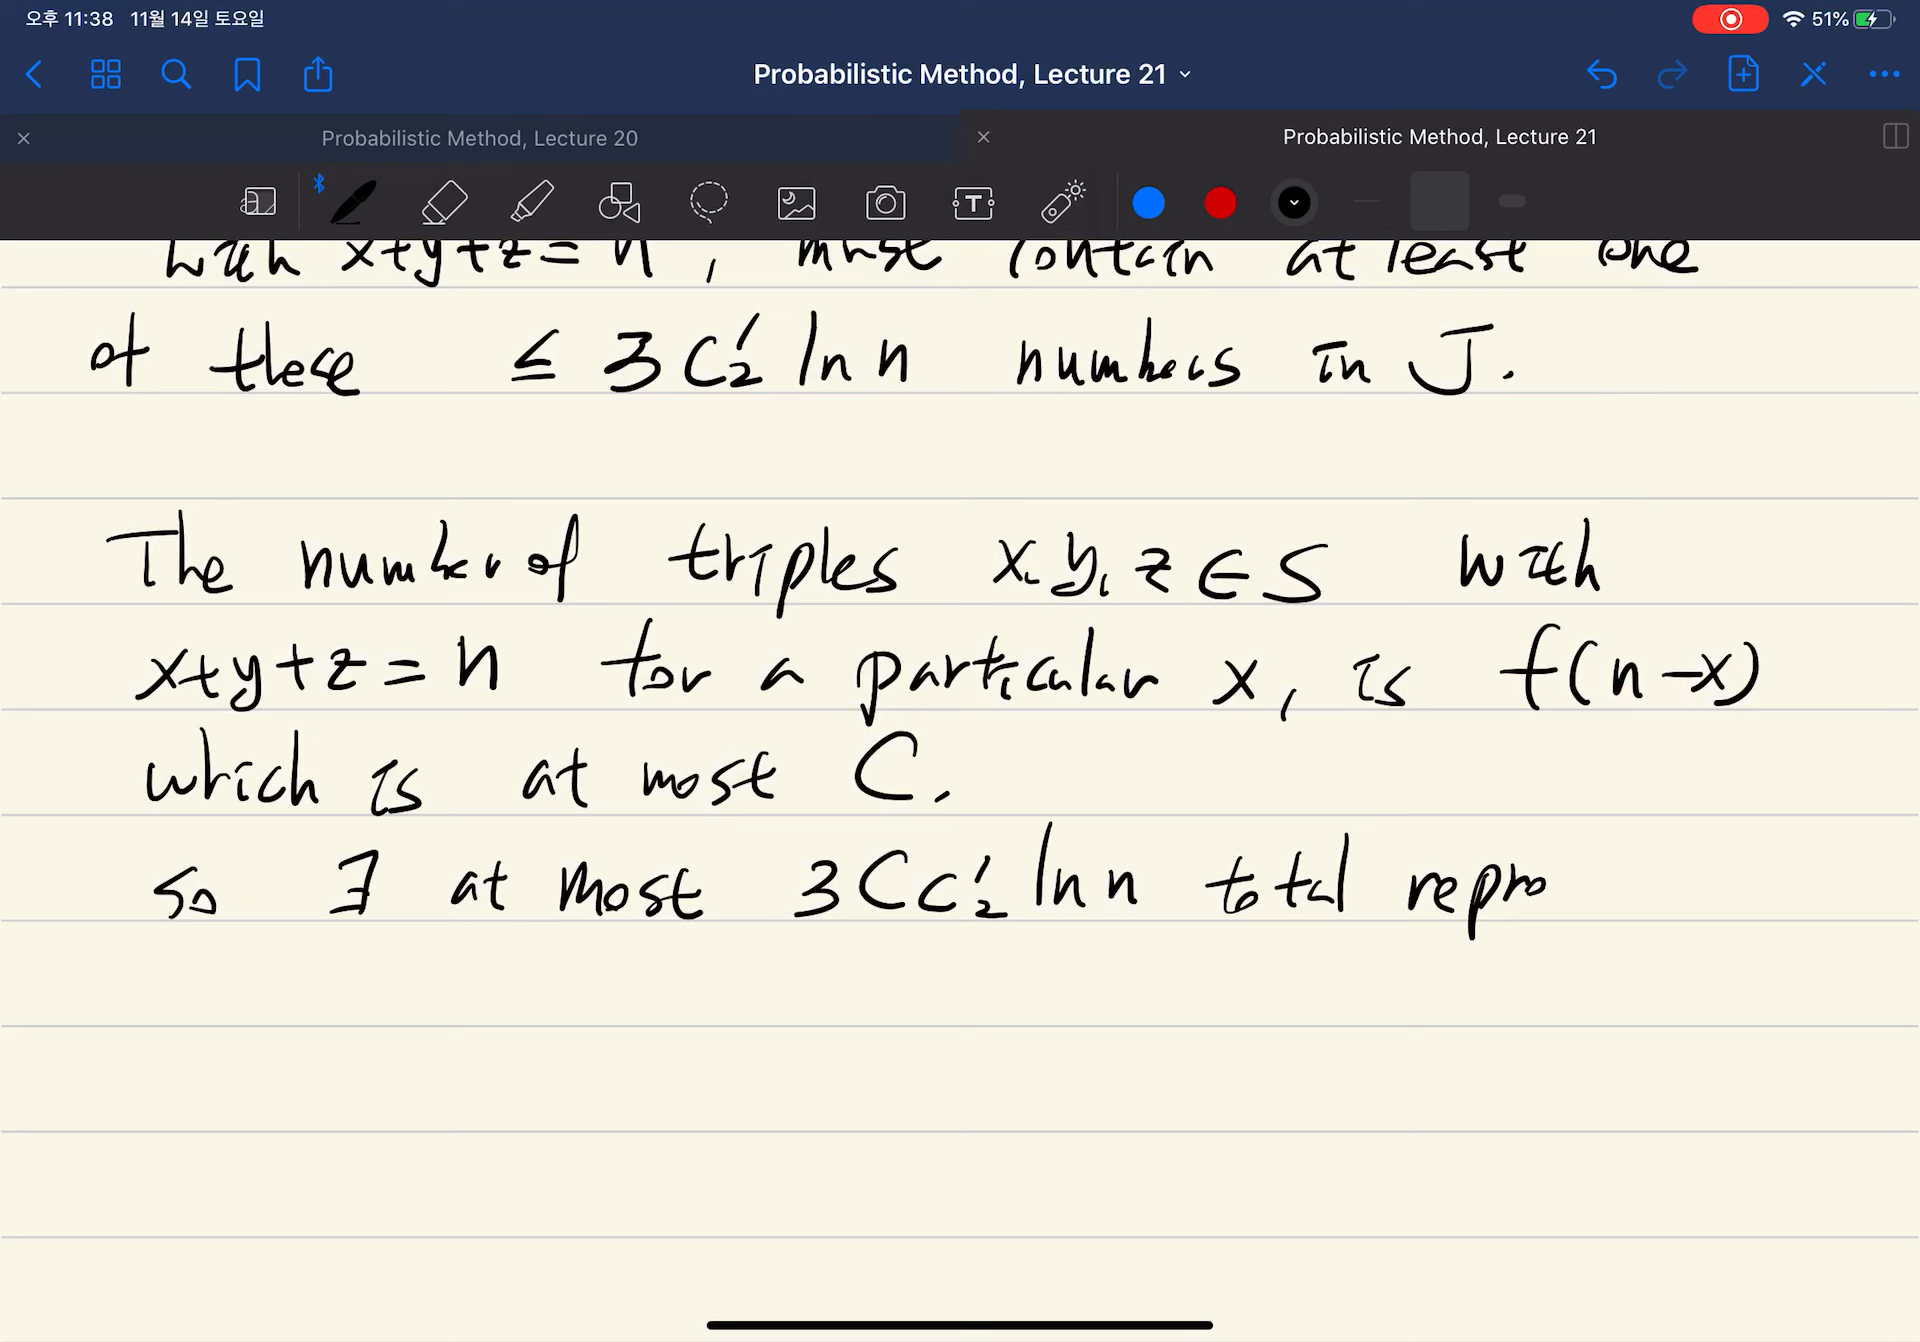 오후 11:38 11월 14일 토요일
51%
Probabilistic Method, Lecture 21
Probabilistic Method, Lecture 20
Probabilistic Method, Lecture 21
with x+y+z=n, must contain at least one
of these ≤ 3C₂' ln n numbers in J.
The number of triples x, y, z ∈ S with
x+y+z=n for a particular x, is f(n-x)
which is at most C.
so ∃ at most 3CC₂' ln n total repre